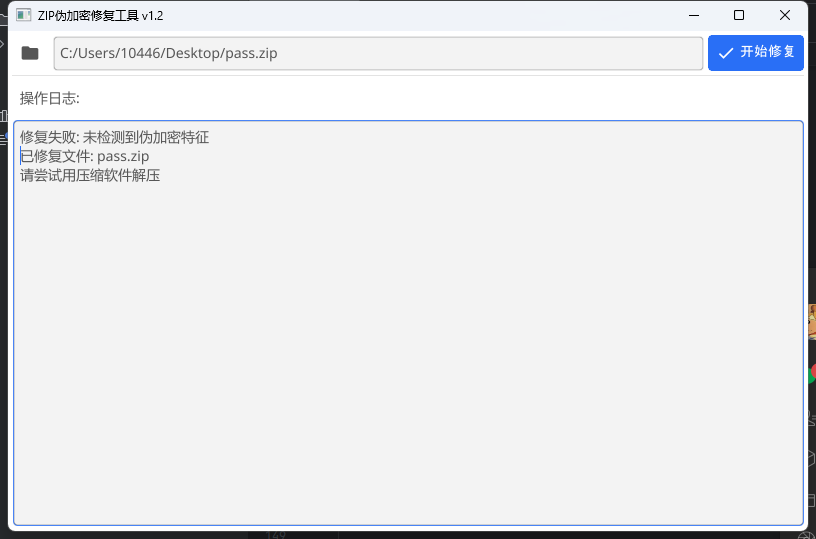 ZIP伪加密修复工具 v1.2
C:/Users/10446/Desktop/pass.zip
开始修复
操作日志:
修复失败: 未检测到伪加密特征
已修复文件: pass.zip
请尝试用压缩软件解压
149